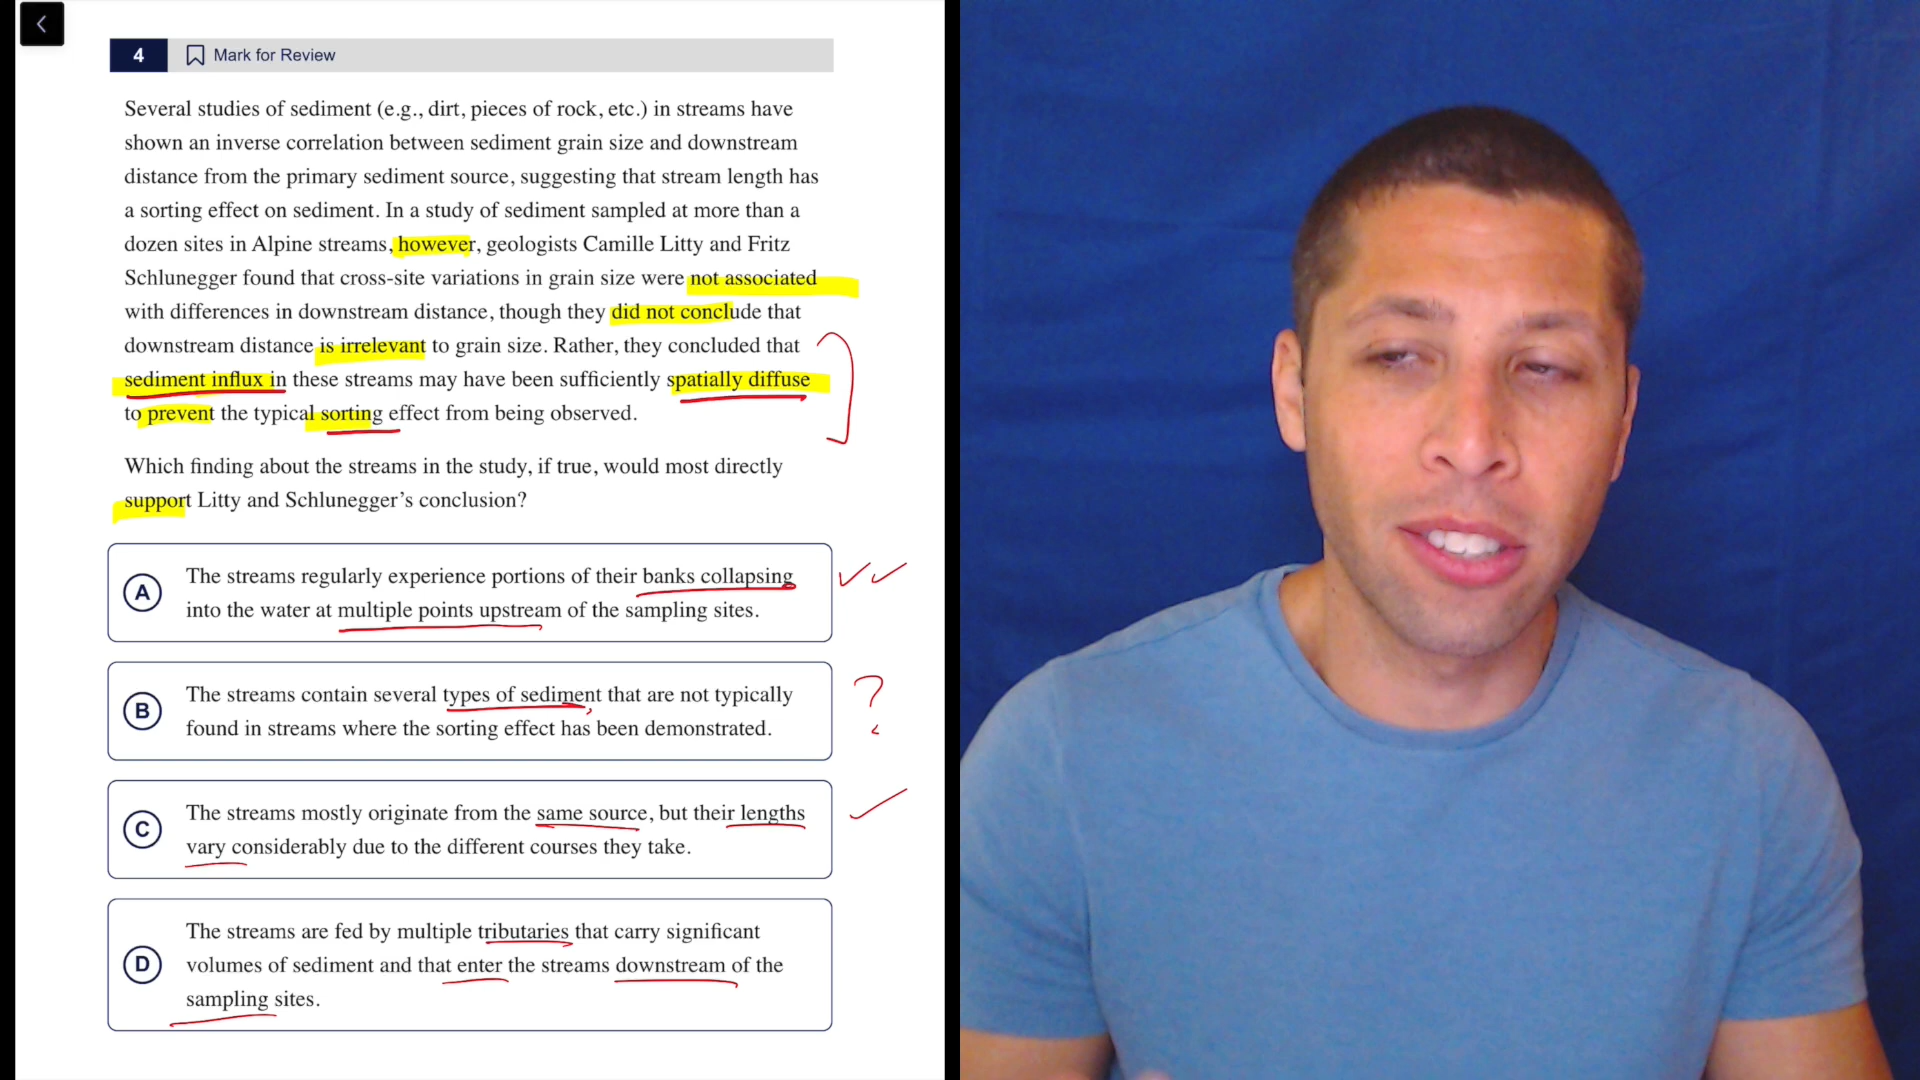 4 Mark for Review
Several studies of sediment (e.g., dirt, pieces of rock, etc.) in streams have
shown an inverse correlation between sediment grain size and downstream
distance from the primary sediment source, suggesting that stream length has
a sorting effect on sediment. In a study of sediment sampled at more than a
dozen sites in Alpine streams, however, geologists Camille Litty and Fritz
Schlunegger found that cross-site variations in grain size were not associated
with differences in downstream distance, though they did not conclude that
downstream distance is irrelevant to grain size. Rather, they concluded that
sediment influx in these streams may have been sufficiently spatially diffuse
to prevent the typical sorting effect from being observed.
Which finding about the streams in the study, if true, would most directly
support Litty and Schlunegger's conclusion?
A The streams regularly experience portions of their banks collapsing
into the water at multiple points upstream of the sampling sites.
B The streams contain several types of sediment that are not typically
found in streams where the sorting effect has been demonstrated.
?
C The streams mostly originate from the same source, but their lengths
vary considerably due to the different courses they take.
D The streams are fed by multiple tributaries that carry significant
volumes of sediment and that enter the streams downstream of the
sampling sites.